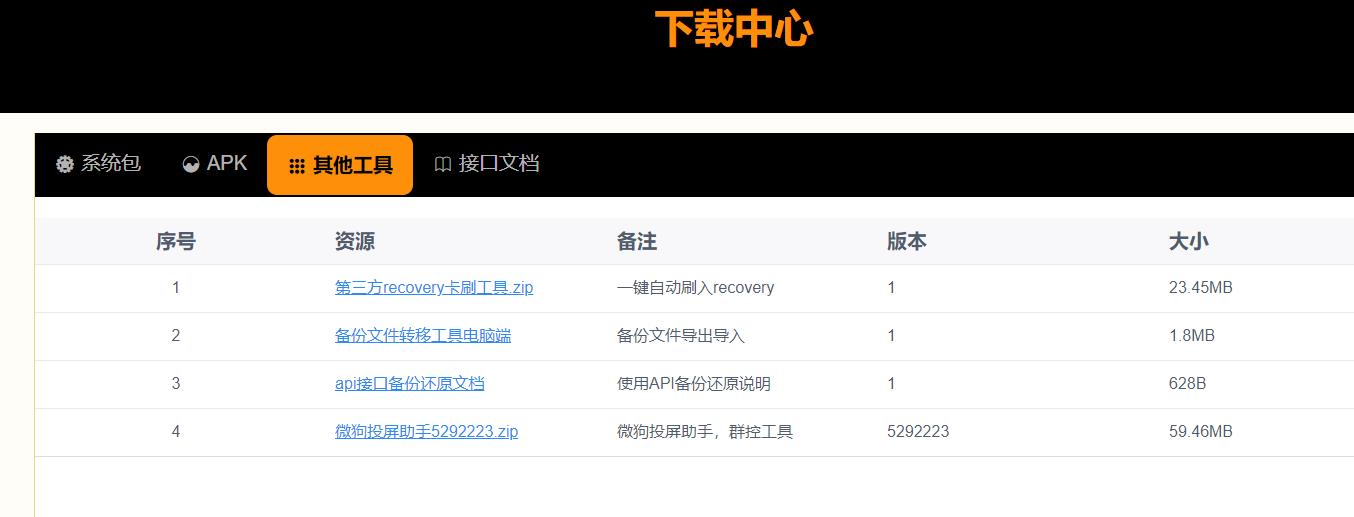 下载中心
系统包 APK 其他工具 接口文档
序号 资源 备注 版本 大小
1 第三方recovery卡刷工具.zip 一键自动刷入recovery 1 23.45MB
2 备份文件转移工具电脑端 备份文件导出导入 1 1.8MB
3 api接口备份还原文档 使用API备份还原说明 1 628B
4 微狗投屏助手5292223.zip 微狗投屏助手，群控工具 5292223 59.46MB